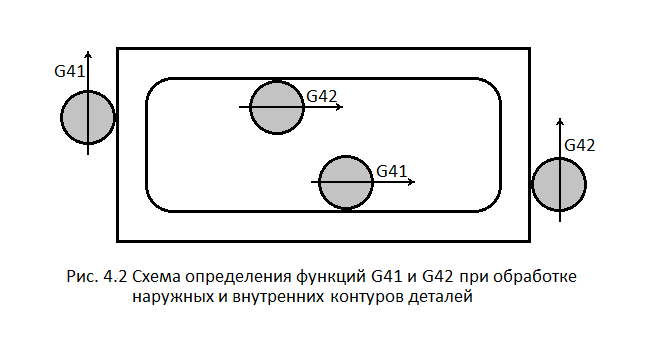 G41
G42
G41
G42
Рис. 4.2 Схема определения функций G41 и G42 при обработке
наружных и внутренних контуров деталей